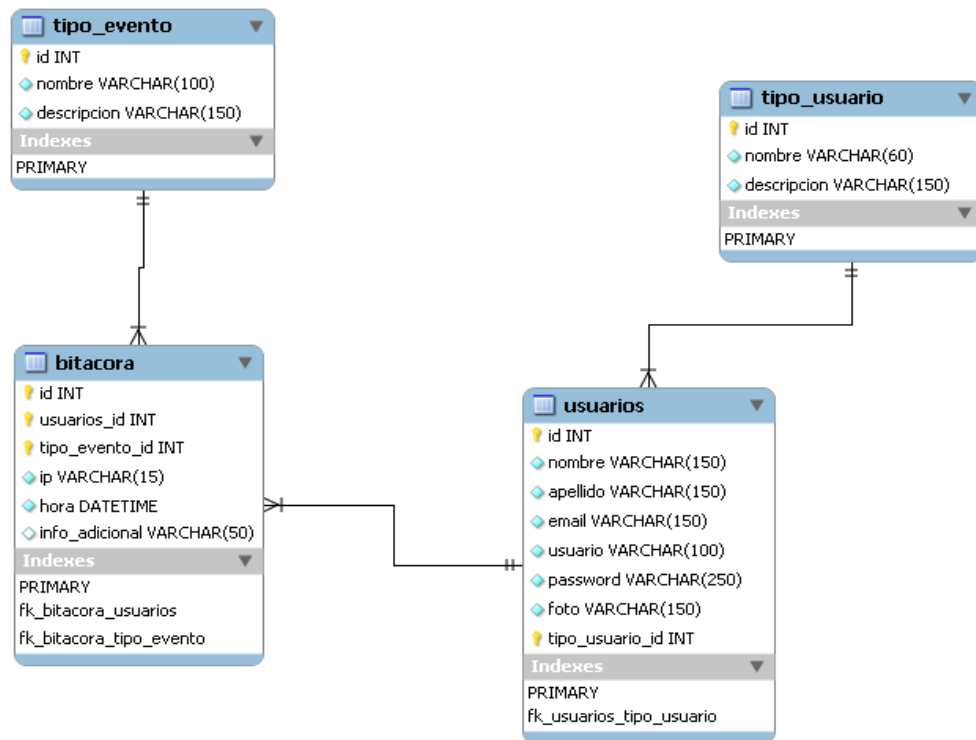 tipo_evento
id INT
nombre VARCHAR(100)
descripcion VARCHAR(150)
Indexes
PRIMARY
tipo_usuario
id INT
nombre VARCHAR(60)
descripcion VARCHAR(150)
Indexes
PRIMARY
bitacora
id INT
usuarios_id INT
tipo_evento_id INT
ip VARCHAR(15)
hora DATETIME
info_adicional VARCHAR(50)
Indexes
PRIMARY
fk_bitacora_usuarios
fk_bitacora_tipo_evento
usuarios
id INT
nombre VARCHAR(150)
apellido VARCHAR(150)
email VARCHAR(150)
usuario VARCHAR(100)
password VARCHAR(250)
foto VARCHAR(150)
tipo_usuario_id INT
Indexes
PRIMARY
fk_usuarios_tipo_usuario